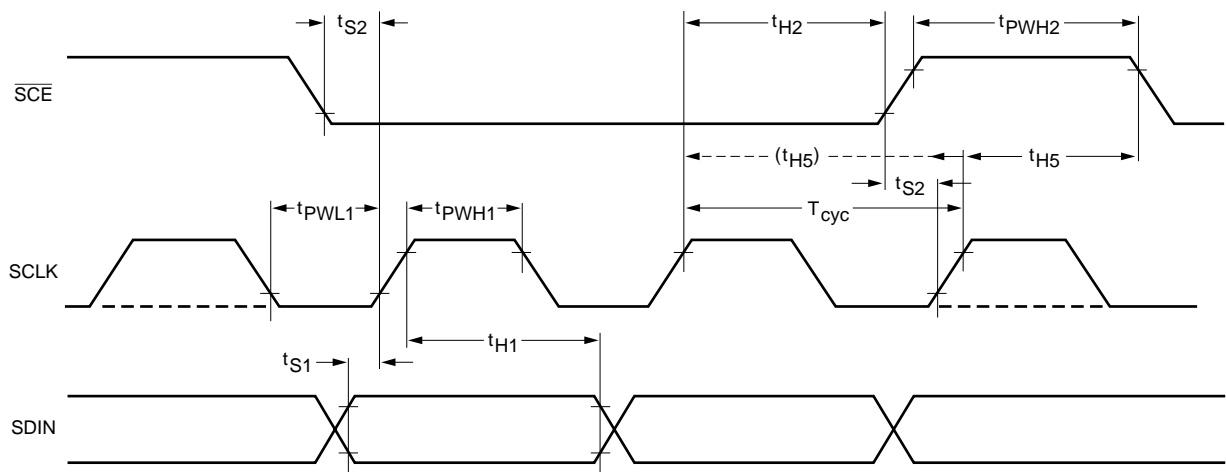 tS2
tH2
tPWH2
SCE
(tH5)
tH5
tS2
tPWL1
tPWH1
Tcyc
SCLK
tS1
tH1
SDIN